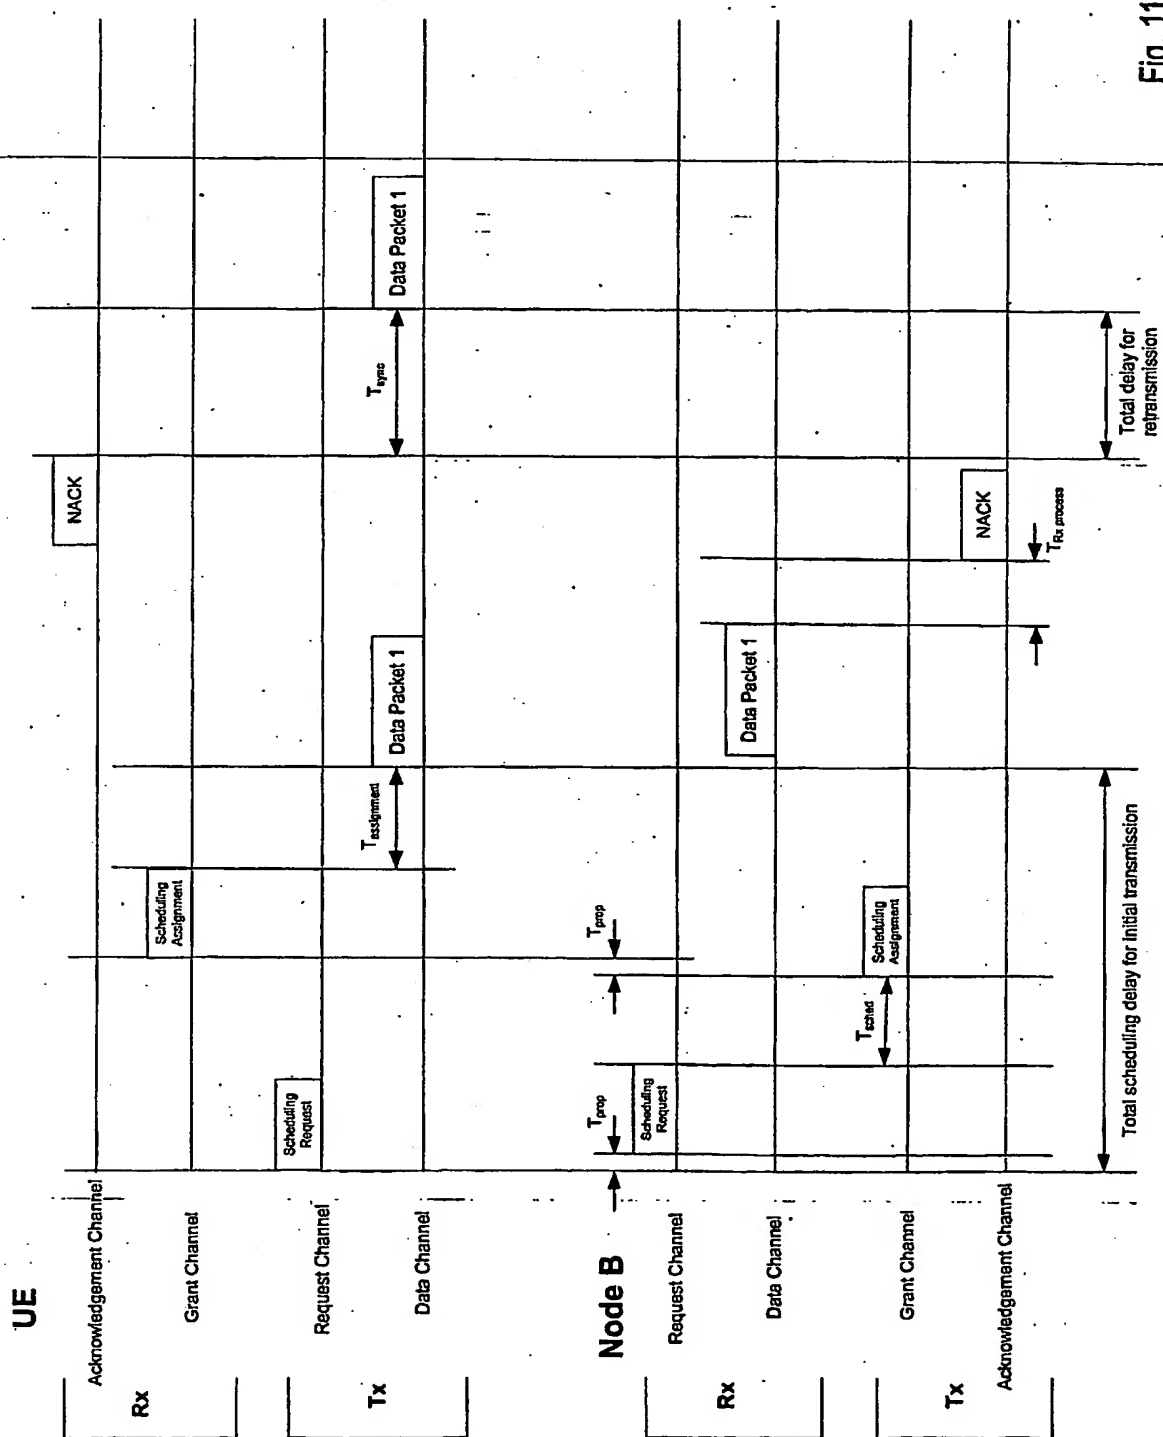 UE
Rx
Acknowledgement Channel
NACK
Grant Channel
Scheduling
Assignment
Tx
Request Channel
Scheduling
Request
Data Channel
Tassignment
Data Packet 1
Tsync
Data Packet 1
Node B
Tprop
Tprop
Rx
Request Channel
Scheduling
Request
Data Channel
Data Packet 1
Tx
Grant Channel
Tsched
Scheduling
Assignment
Acknowledgement Channel
NACK
TRx process
Total scheduling delay for initial transmission
Total delay for
retransmission
Fig. 11